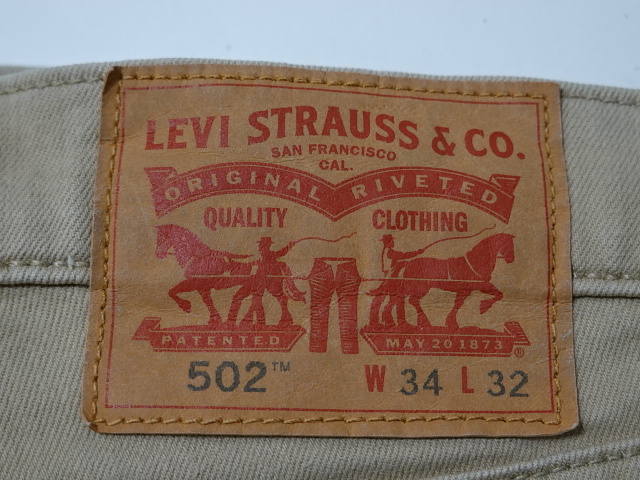 LEVI STRAUSS & CO.
SAN FRANCISCO
CAL.
ORIGINAL RIVETED
QUALITY CLOTHING
PATENTED MAY 20 1873 ®
502™ W 34 L 32